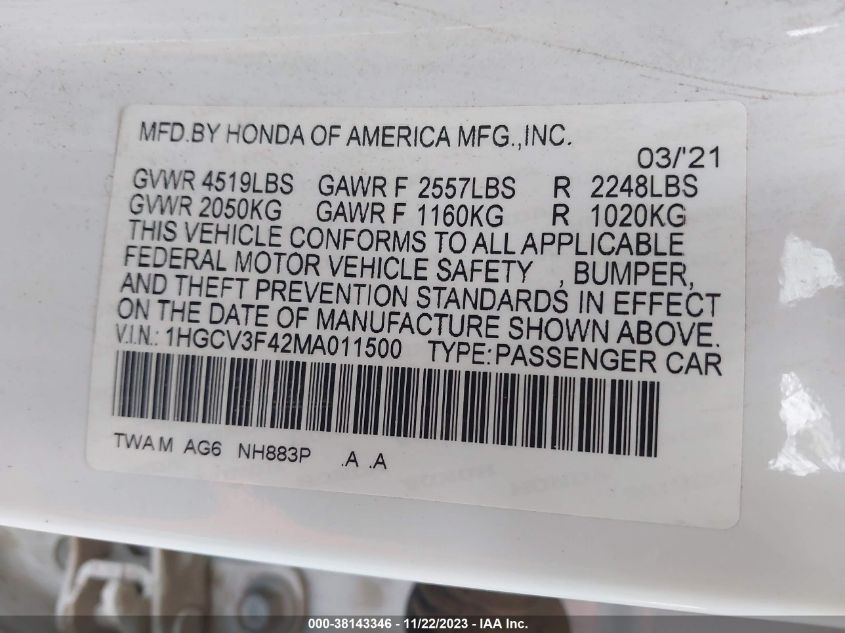 MFD.BY HONDA OF AMERICA MFG.,INC.
03/'21
GVWR 4519LBS GAWR F 2557LBS R 2248LBS
GVWR 2050KG GAWR F 1160KG R 1020KG
THIS VEHICLE CONFORMS TO ALL APPLICABLE
FEDERAL MOTOR VEHICLE SAFETY , BUMPER,
AND THEFT PREVENTION STANDARDS IN EFFECT
ON THE DATE OF MANUFACTURE SHOWN ABOVE.
V.I.N.: 1HGCV3F42MA011500 TYPE:PASSENGER CAR
TWA M AG6 NH883P .A .A
000-38143346 - 11/22/2023 - IAA Inc.